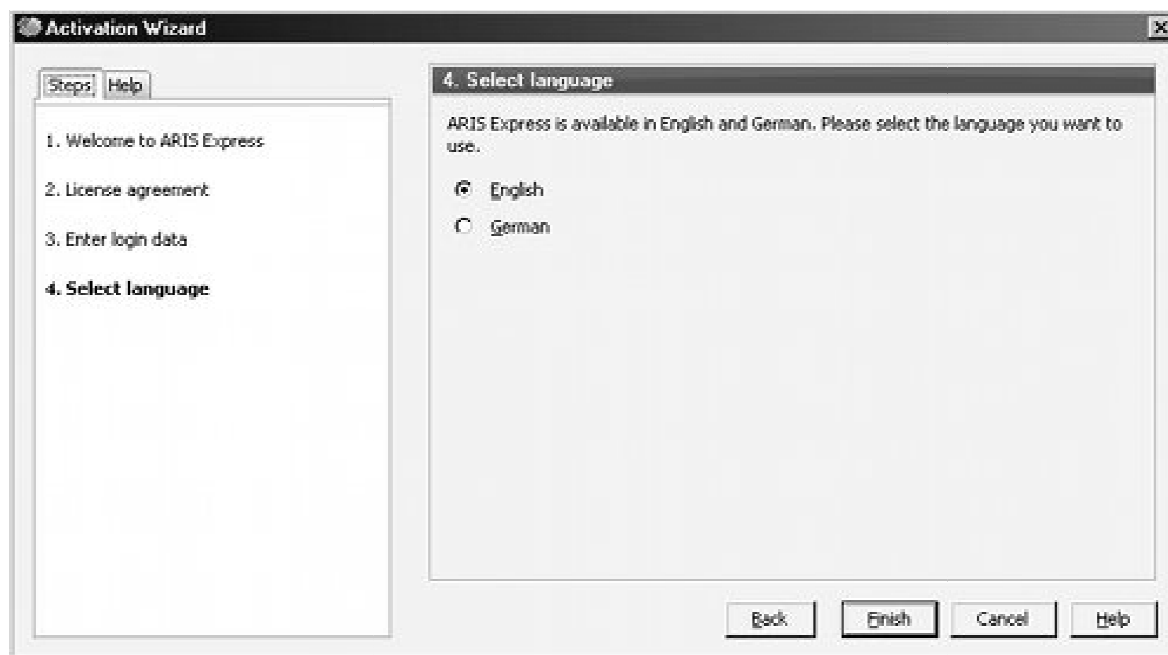 Activation Wizard
Steps Help
1. Welcome to ARIS Express
2. License agreement
3. Enter login data
4. Select language
4. Select language
ARIS Express is available in English and German. Please select the language you want to
use.
English
German
Back Finish Cancel Help